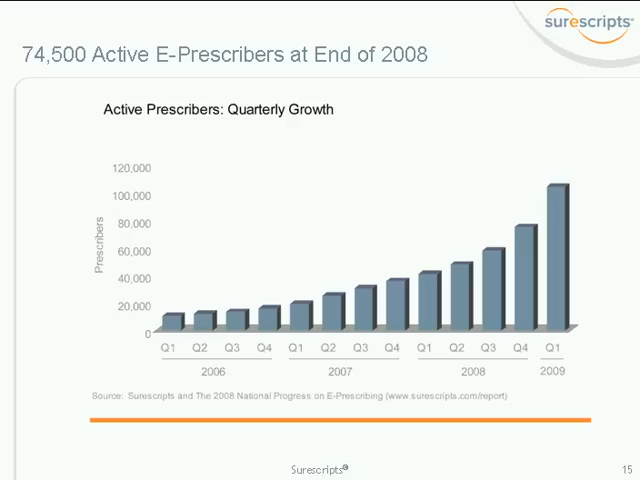 surescripts
74,500 Active E-Prescribers at End of 2008
Active Prescribers: Quarterly Growth
120,000
100,000
80,000
60,000
40,000
20,000
0
Prescribers
Q1 Q2 Q3 Q4 Q1 Q2 Q3 Q4 Q1 Q2 Q3 Q4 Q1
2006 2007 2008 2009
Source: Surescripts and The 2008 National Progress on E-Prescribing (www.surescripts.com/report)
Surescripts® 15